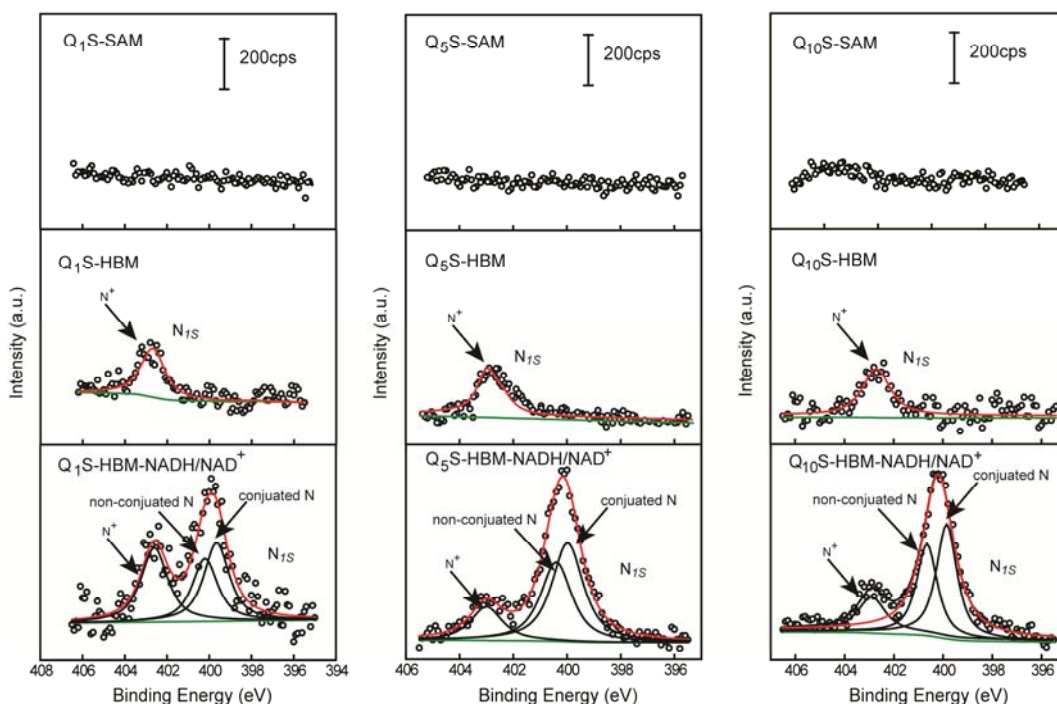 Q1S-SAM
200cps
Q5S-SAM
200cps
Q10S-SAM
200cps
Q1S-HBM
N+
N1S
Q5S-HBM
N+
N1S
Q10S-HBM
N+
N1S
Intensity (a.u.)
Intensity (a.u.)
Intensity (a.u.)
Q1S-HBM-NADH/NAD+
non-conjuated N
conjuated N
N+
N1S
Q5S-HBM-NADH/NAD+
non-conjuated N
conjuated N
N+
N1S
Q10S-HBM-NADH/NAD+
non-conjuated N
conjuated N
N+
N1S
408 406 404 402 400 398 396 394
404 402 400 398 396
406 404 402 400 398 396
Binding Energy (eV)
Binding Energy (eV)
Binding Energy (eV)